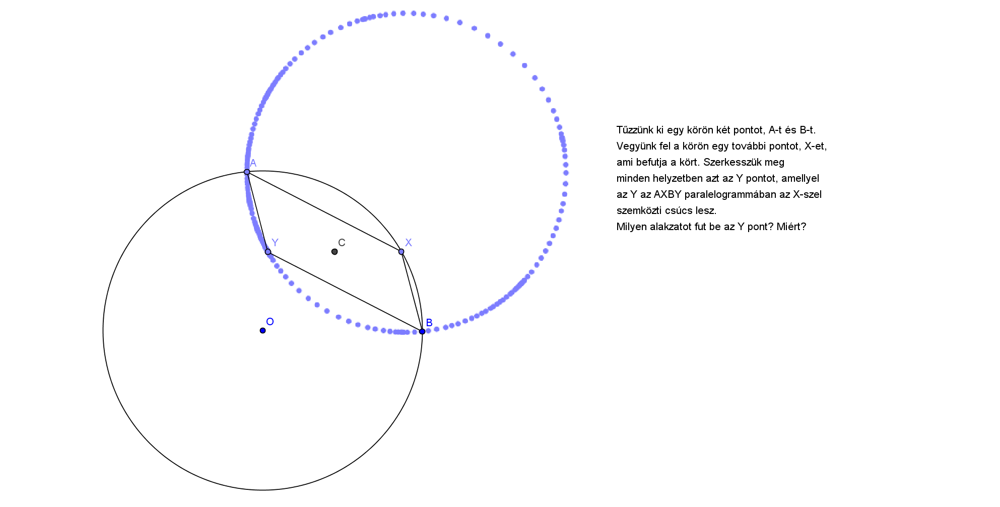 A
Y
C
X
O
B
Tűzzünk ki egy körön két pontot, A-t és B-t.
Vegyünk fel a körön egy további pontot, X-et,
ami befutja a kört. Szerkesszük meg
minden helyzetben azt az Y pontot, amellyel
az Y az AXBY paralelogrammában az X-szel
szemközti csúcs lesz.
Milyen alakzatot fut be az Y pont? Miért?